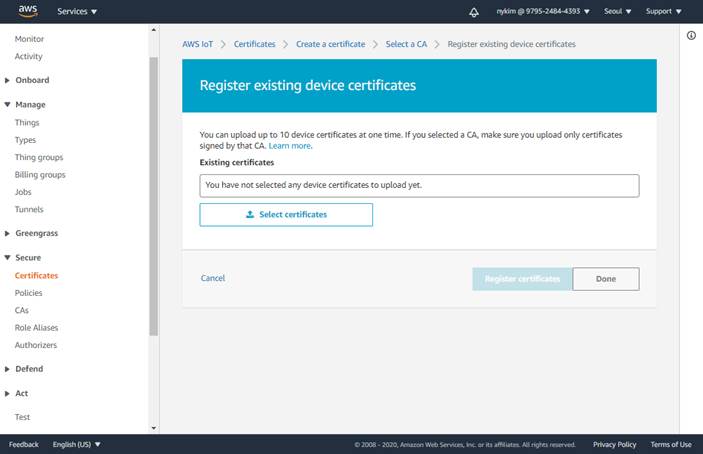 aws
Services
nykim @ 9795-2484-4393
Seoul
Support
Monitor
Activity
Onboard
Manage
Things
Types
Thing groups
Billing groups
Jobs
Tunnels
Greengrass
Secure
Certificates
Policies
CAs
Role Aliases
Authorizers
Defend
Act
Test
AWS IoT > Certificates > Create a certificate > Select a CA > Register existing device certificates
Register existing device certificates
You can upload up to 10 device certificates at one time. If you selected a CA, make sure you upload only certificates
signed by that CA. Learn more.
Existing certificates
You have not selected any device certificates to upload yet.
Select certificates
Cancel
Register certificates
Done
Feedback
English (US)
© 2008 - 2020, Amazon Web Services, Inc. or its affiliates. All rights reserved.
Privacy Policy
Terms of Use